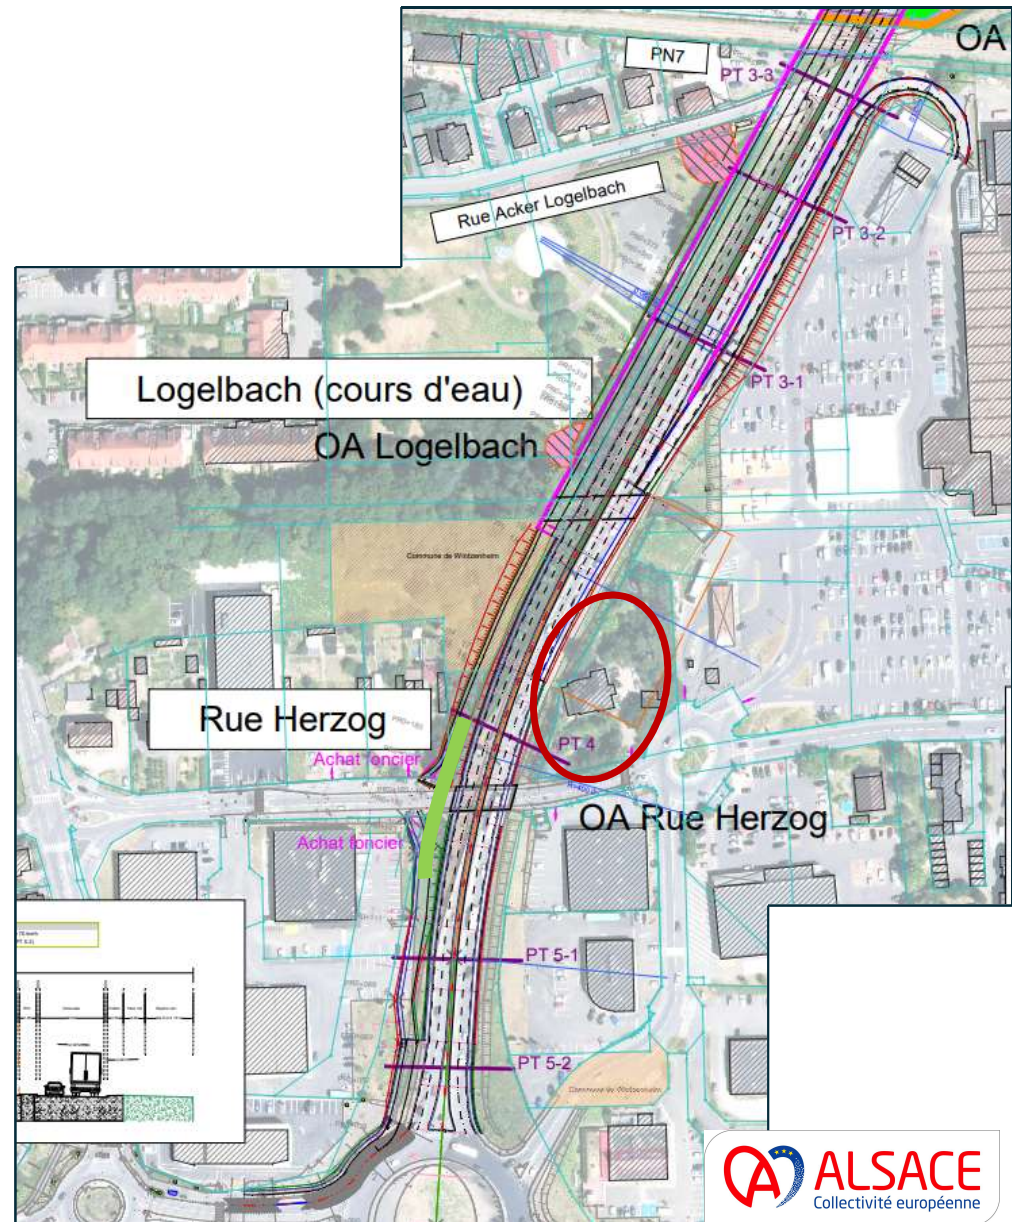 OA
PN7
PT 3-3
Rue Acker Logelbach
PT 3-2
PT 3-1
Logelbach (cours d'eau)
OA Logelbach
Commune de Wintzenheim
Rue Herzog
PT 4
Achat foncier
OA Rue Herzog
Achat foncier
PT 5-1
PT 5-2
Commune de Wintzenheim
ALSACE
Collectivité européenne